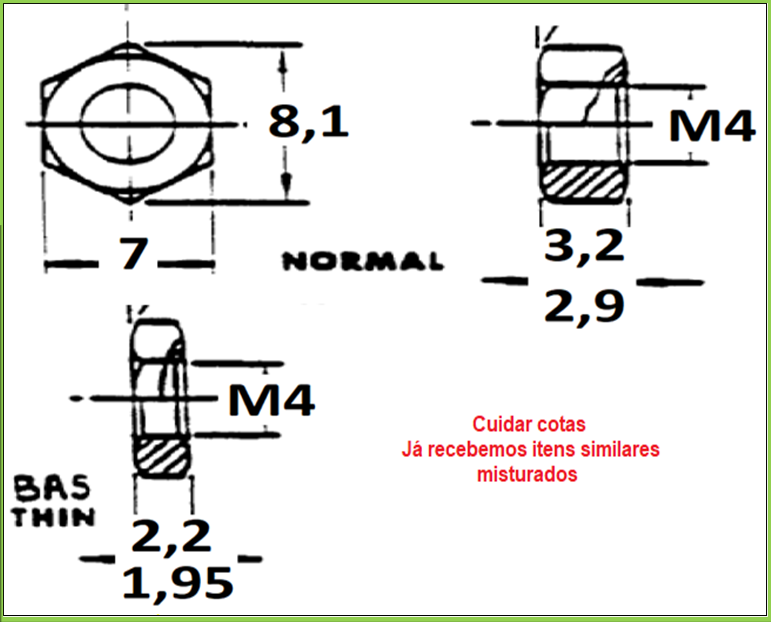 8,1
M4
7
NORMAL
3,2
2,9
M4
Cuidar cotas
Já recebemos itens similares
misturados
BAS
THIN
2,2
1,95